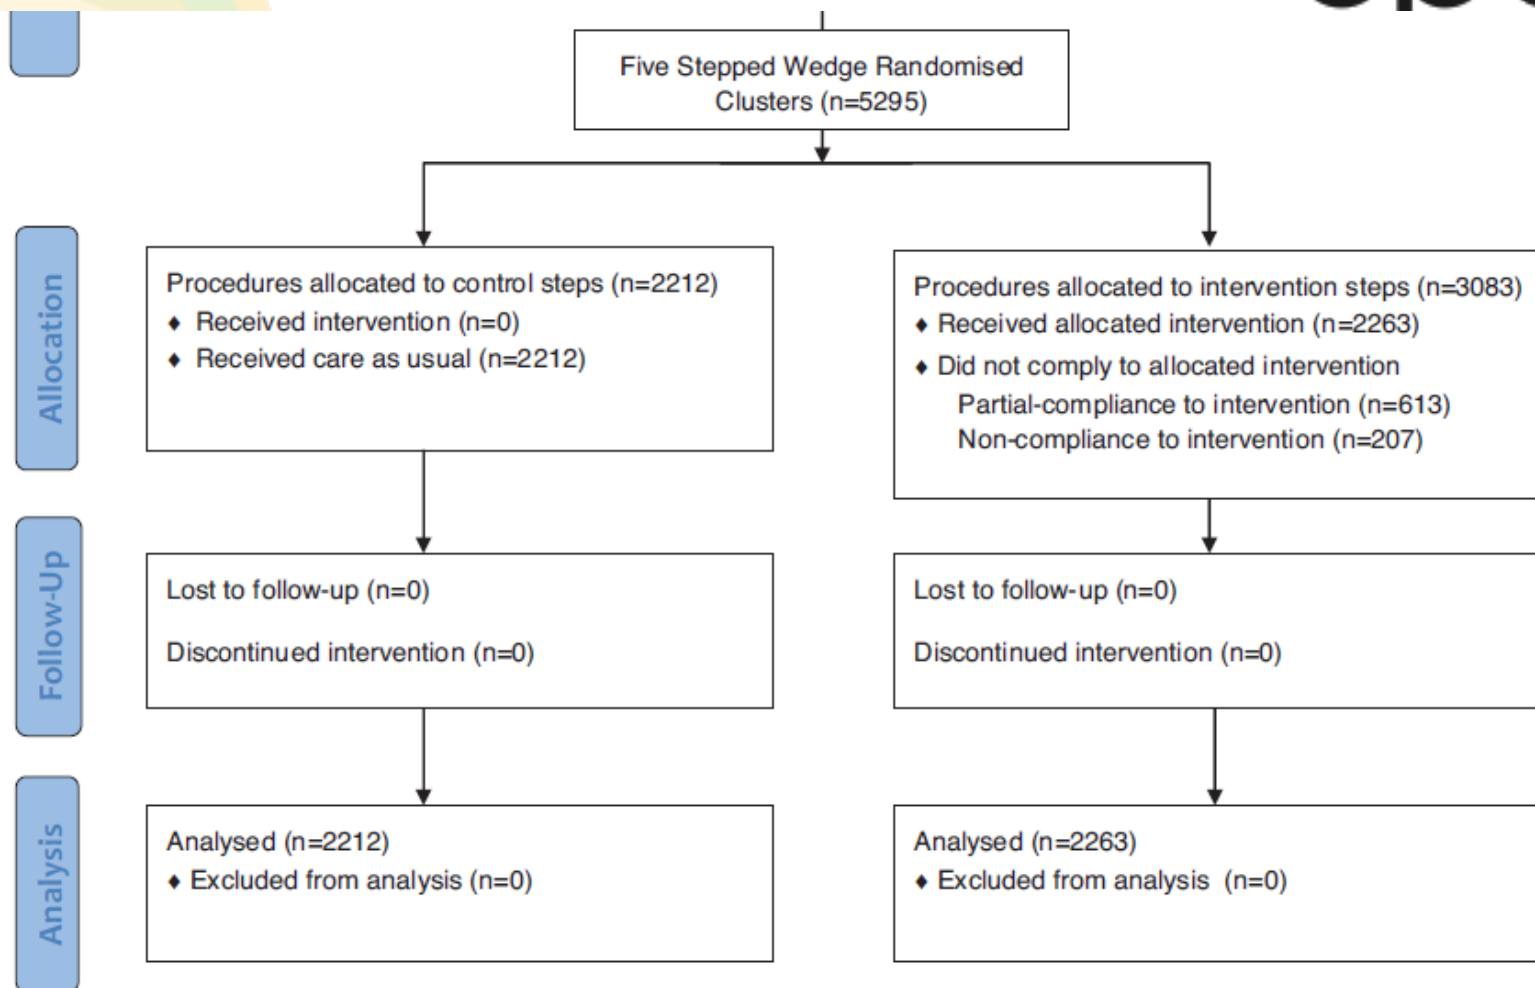 Five Stepped Wedge Randomised
Clusters (n=5295)
Allocation
Procedures allocated to control steps (n=2212)
♦ Received intervention (n=0)
♦ Received care as usual (n=2212)
Procedures allocated to intervention steps (n=3083)
♦ Received allocated intervention (n=2263)
♦ Did not comply to allocated intervention
Partial-compliance to intervention (n=613)
Non-compliance to intervention (n=207)
Follow-Up
Lost to follow-up (n=0)
Discontinued intervention (n=0)
Lost to follow-up (n=0)
Discontinued intervention (n=0)
Analysis
Analysed (n=2212)
♦ Excluded from analysis (n=0)
Analysed (n=2263)
♦ Excluded from analysis (n=0)